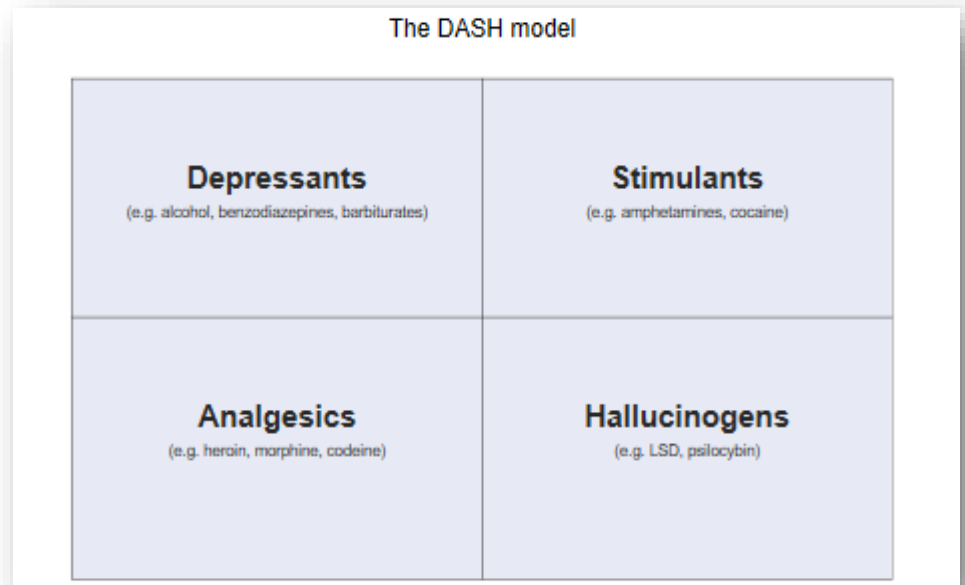 The DASH model
Depressants
(e.g. alcohol, benzodiazepines, barbiturates)
Stimulants
(e.g. amphetamines, cocaine)
Analgesics
(e.g. heroin, morphine, codeine)
Hallucinogens
(e.g. LSD, psilocybin)